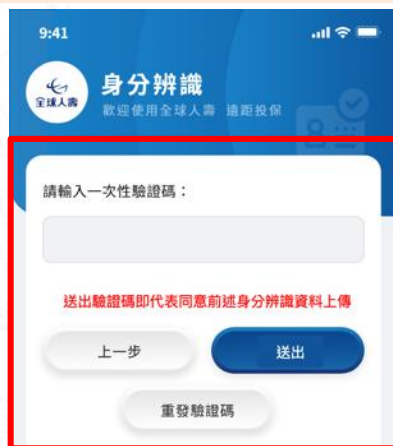 9:41
全球人壽
身分辨識
歡迎使用全球人壽 遠距投保
請輸入一次性驗證碼：
送出驗證碼即代表同意前述身分辨識資料上傳
上一步
送出
重發驗證碼